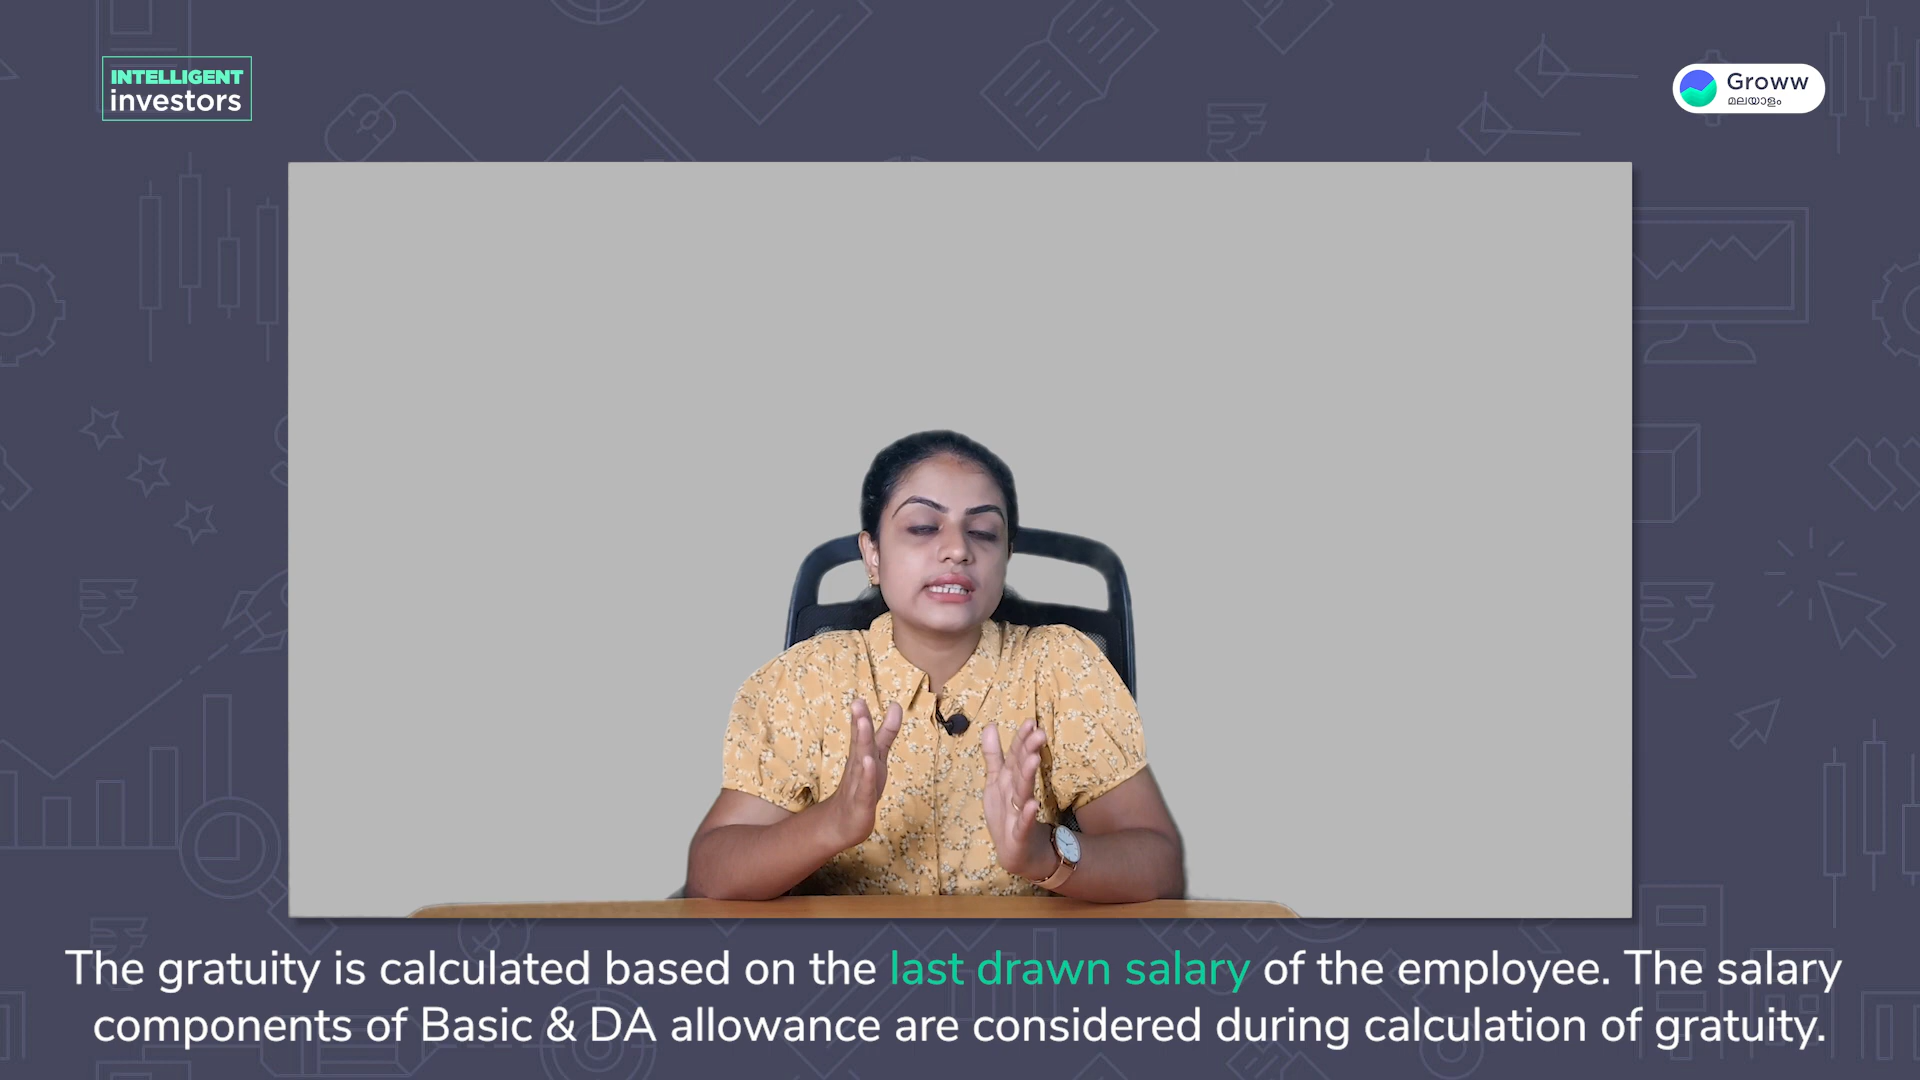 INTELLIGENT
investors
Groww
മലയാളം
The gratuity is calculated based on the last drawn salary of the employee. The salary
components of Basic & DA allowance are considered during calculation of gratuity.